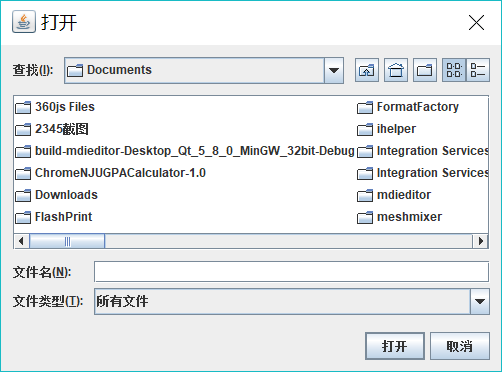 打开
查找(I): Documents
360js Files FormatFactory
2345截图 ihelper
build-mdieditor-Desktop_Qt_5_8_0_MinGW_32bit-Debug Integration Services
ChromeNJUGPACalculator-1.0 Integration Services
Downloads mdieditor
FlashPrint meshmixer
文件名(N):
文件类型(T): 所有文件
打开 取消